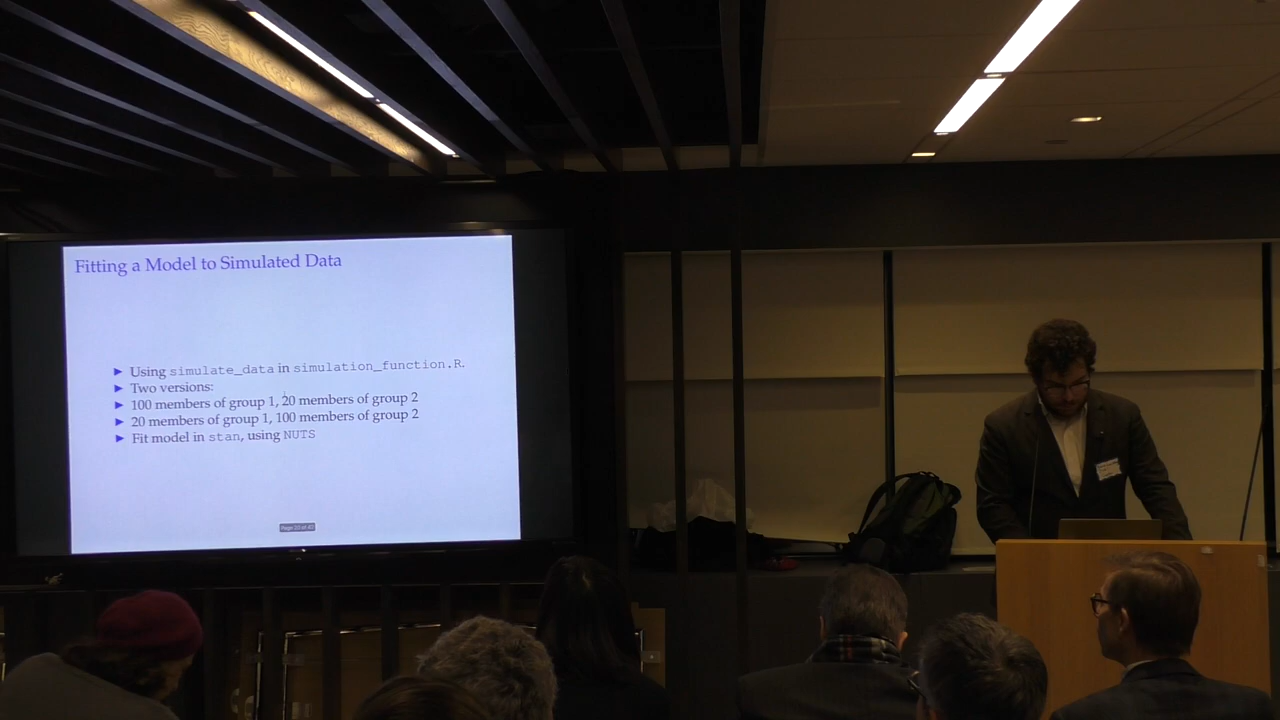 Fitting a Model to Simulated Data
▶ Using simulate_data in simulation_function.R.
▶ Two versions:
▶ 100 members of group 1, 20 members of group 2
▶ 20 members of group 1, 100 members of group 2
▶ Fit model in stan, using NUTS